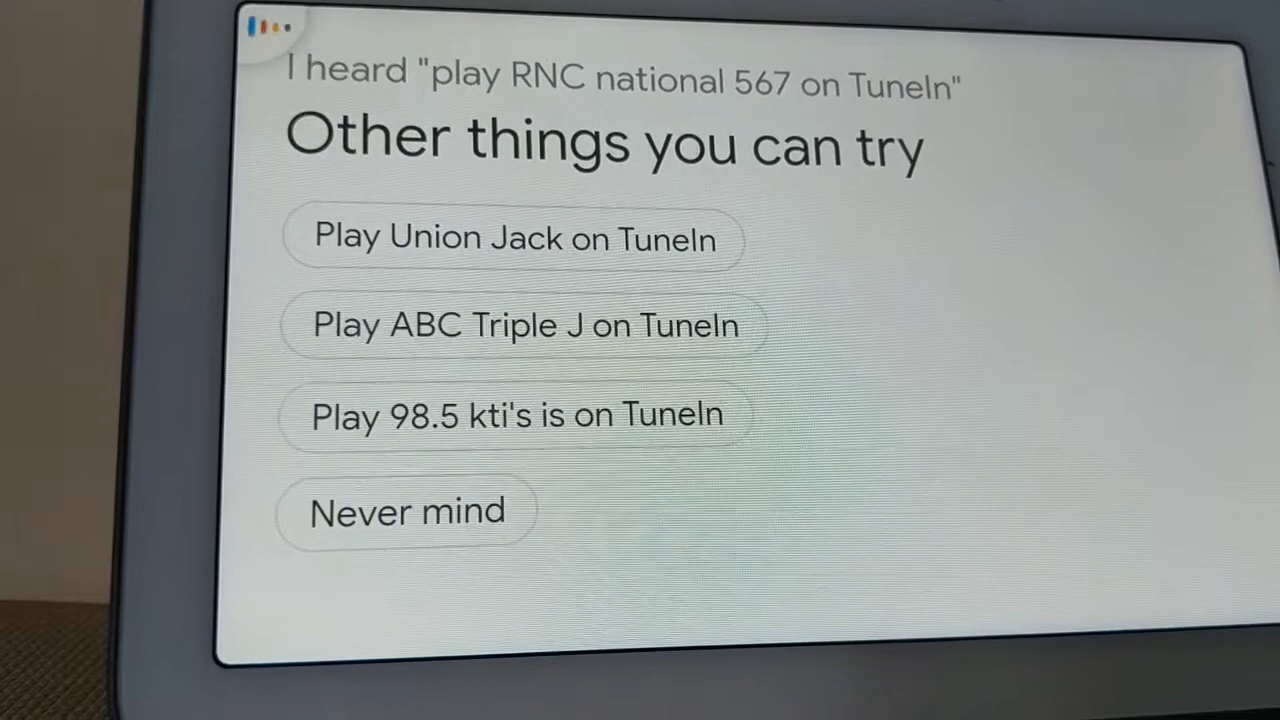 I heard "play RNC national 567 on TuneIn"
Other things you can try
Play Union Jack on TuneIn
Play ABC Triple J on TuneIn
Play 98.5 kti's is on TuneIn
Never mind